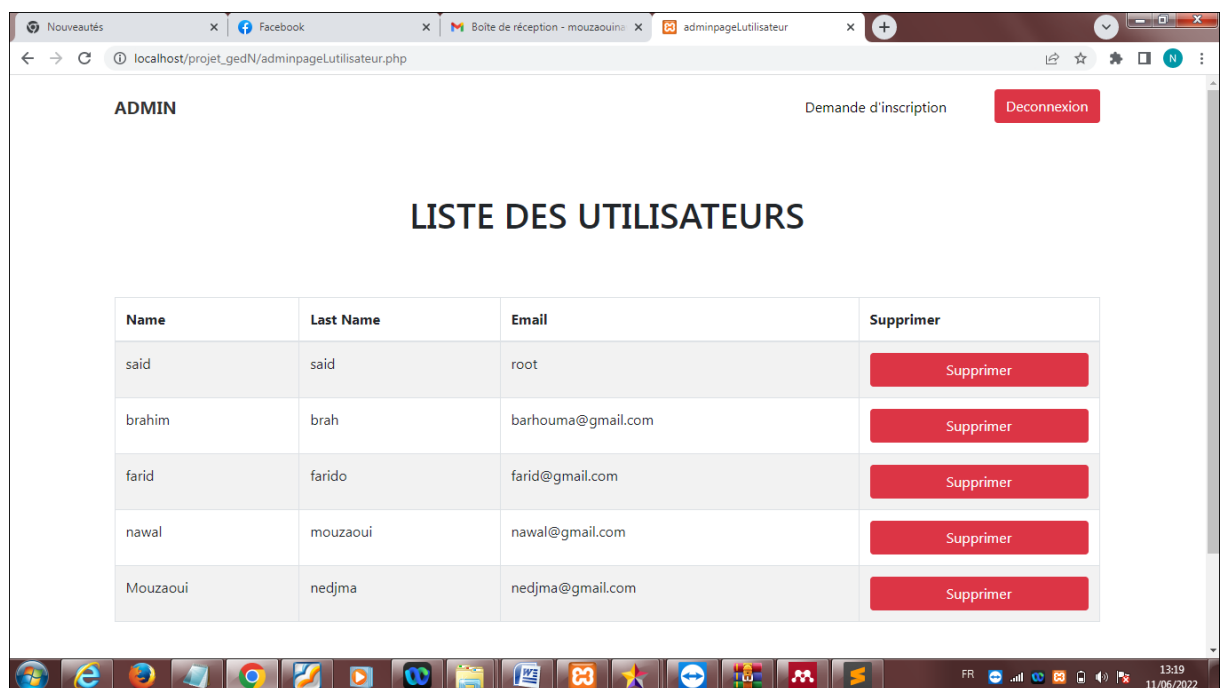 Nouveautés
Facebook
Boîte de réception - mouzaouina
adminpageLutilisateur
localhost/projet_gedN/adminpageLutilisateur.php
N
ADMIN
Demande d'inscription
Deconnexion
LISTE DES UTILISATEURS
Name Last Name Email Supprimer
said said root Supprimer
brahim brah barhouma@gmail.com Supprimer
farid farido farid@gmail.com Supprimer
nawal mouzaoui nawal@gmail.com Supprimer
Mouzaoui nedjma nedjma@gmail.com Supprimer
FR
13:19
11/06/2022